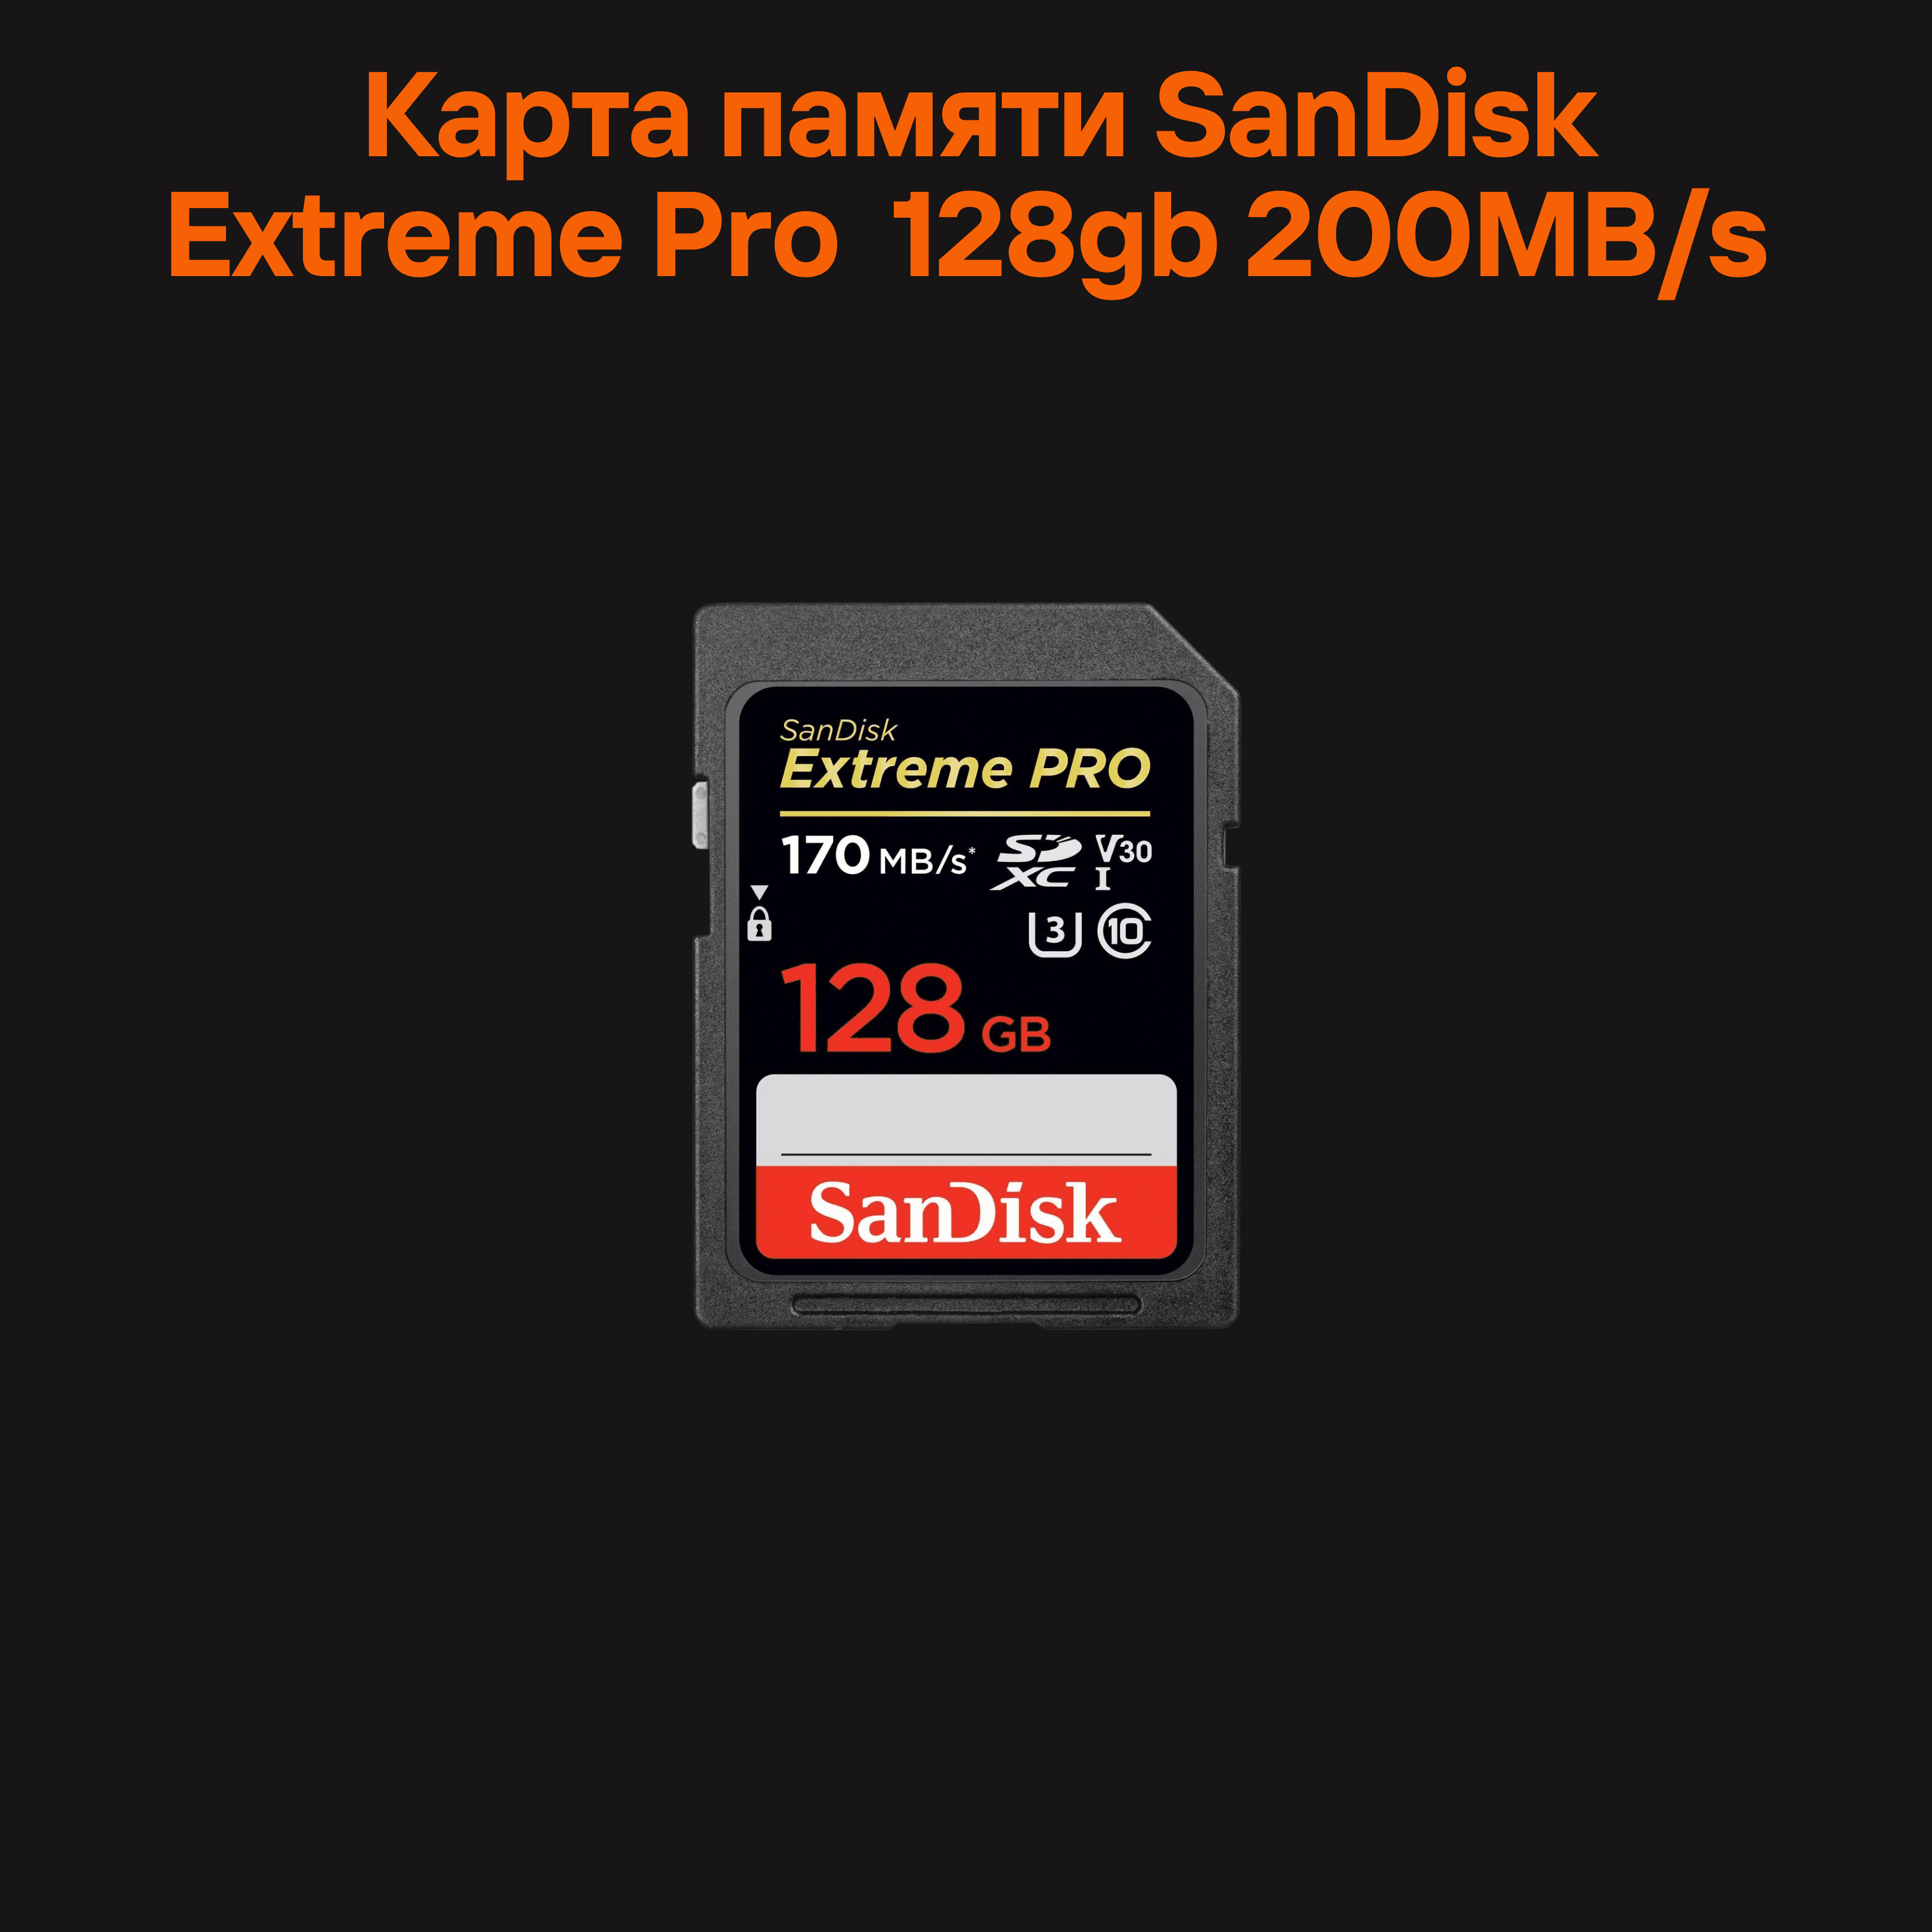 Карта памяти SanDisk
Extreme Pro  128gb 200MB/s
SanDisk
Extreme PRO
170 MB/s* SD XC V30 I
3 10
128 GB
SanDisk